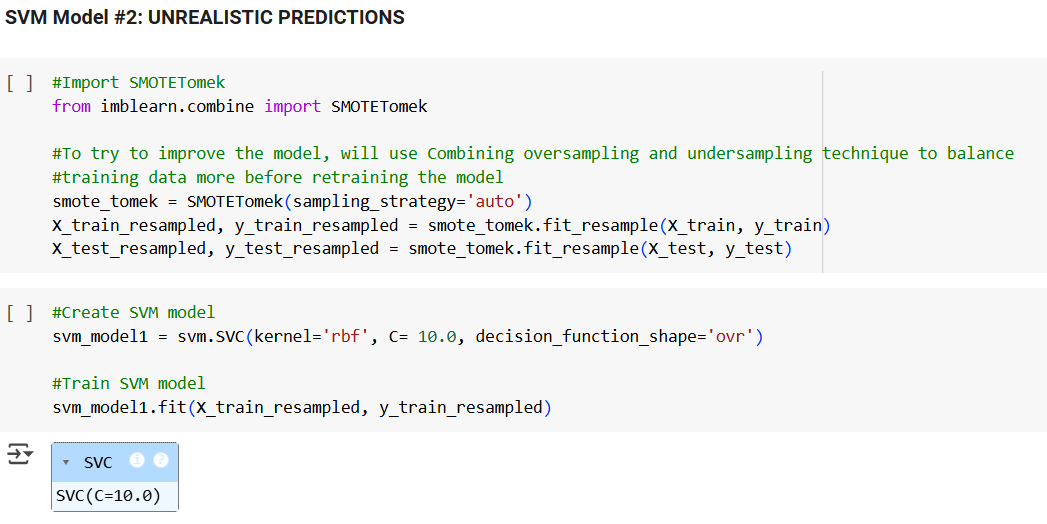 SVM Model #2: UNREALISTIC PREDICTIONS
[ ] #Import SMOTETomek
from imblearn.combine import SMOTETomek
#To try to improve the model, will use Combining oversampling and undersampling technique to balance
#training data more before retraining the model
smote_tomek = SMOTETomek(sampling_strategy='auto')
X_train_resampled, y_train_resampled = smote_tomek.fit_resample(X_train, y_train)
X_test_resampled, y_test_resampled = smote_tomek.fit_resample(X_test, y_test)
[ ] #Create SVM model
svm_model1 = svm.SVC(kernel='rbf', C= 10.0, decision_function_shape='ovr')
#Train SVM model
svm_model1.fit(X_train_resampled, y_train_resampled)
▾ SVC i ?
SVC(C=10.0)